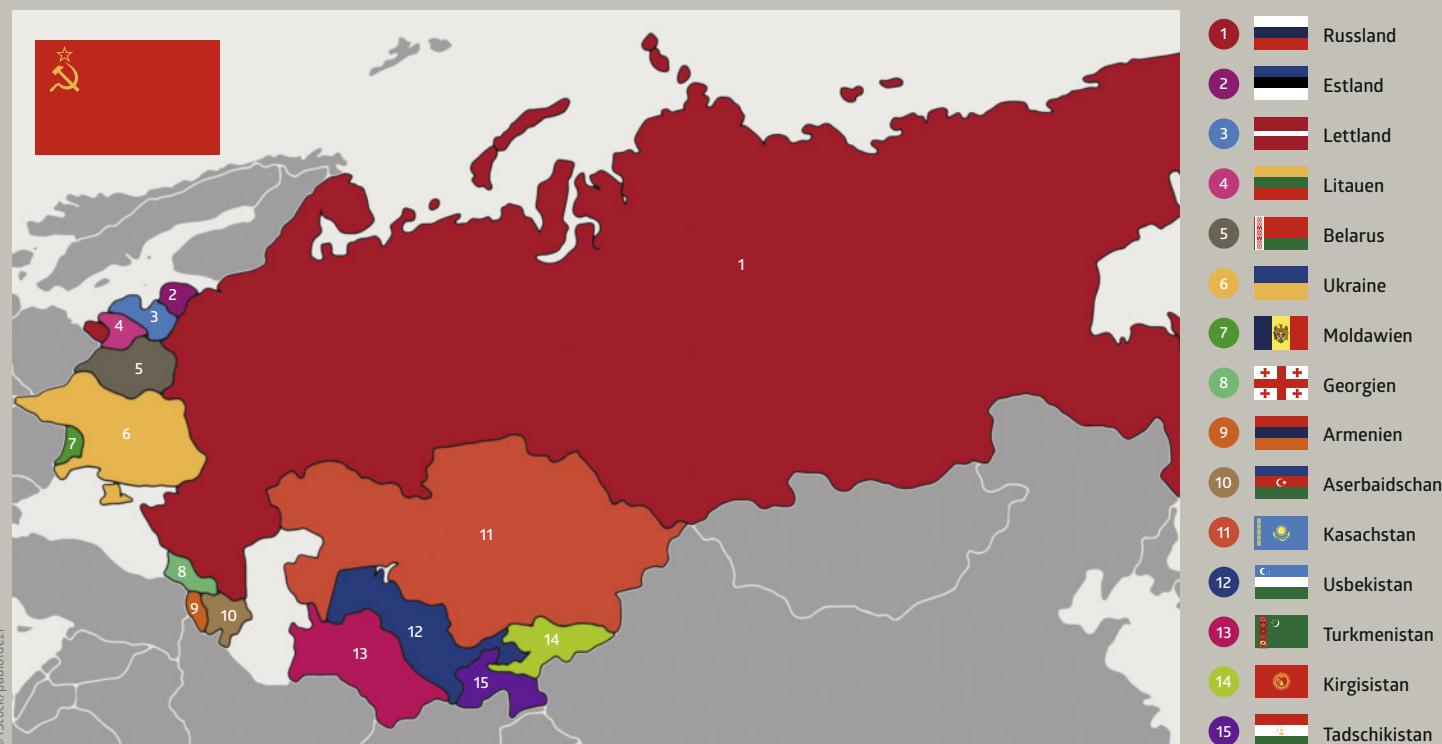 1 Russland
2 Estland
3 Lettland
4 Litauen
5 Belarus
6 Ukraine
7 Moldawien
8 Georgien
9 Armenien
10 Aserbaidschan
11 Kasachstan
12 Usbekistan
13 Turkmenistan
14 Kirgisistan
15 Tadschikistan
1
2
3
4
5
6
7
8
9
10
11
12
13
14
15